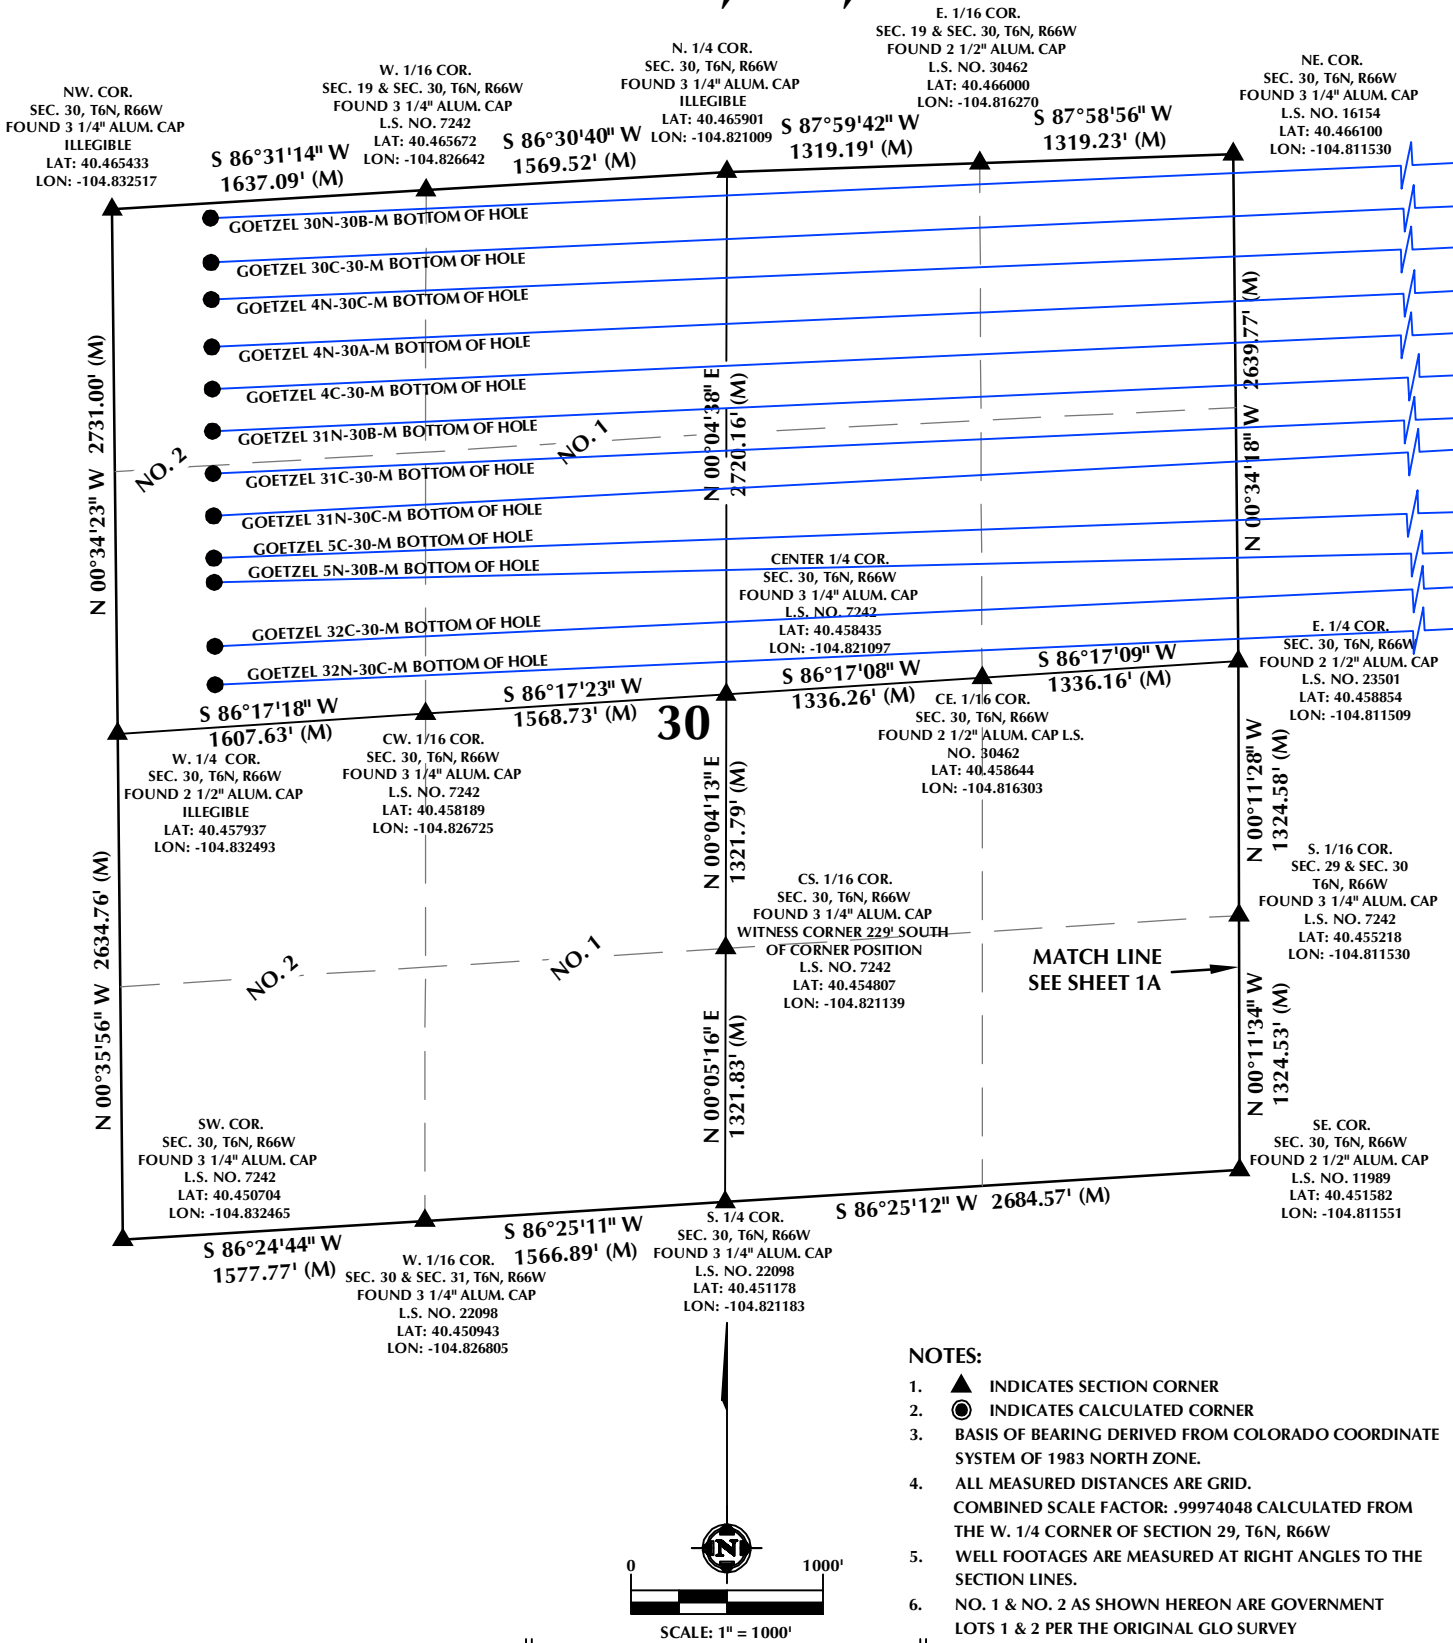 E. 1/16 COR.
SEC. 19 & SEC. 30, T6N, R66W
FOUND 2 1/2" ALUM. CAP
L.S. NO. 30462
LAT: 40.466000
LON: -104.816270
N. 1/4 COR.
SEC. 30, T6N, R66W
FOUND 3 1/4" ALUM. CAP
ILLEGIBLE
LAT: 40.465901
LON: -104.821009
W. 1/16 COR.
SEC. 19 & SEC. 30, T6N, R66W
FOUND 3 1/4" ALUM. CAP
L.S. NO. 7242
LAT: 40.465672
LON: -104.826642
NW. COR.
SEC. 30, T6N, R66W
FOUND 3 1/4" ALUM. CAP
ILLEGIBLE
LAT: 40.465433
LON: -104.832517
NE. COR.
SEC. 30, T6N, R66W
FOUND 3 1/4" ALUM. CAP
L.S. NO. 16154
LAT: 40.466100
LON: -104.811530
S 86°31'14" W
1637.09' (M)
S 86°30'40" W
1569.52' (M)
S 87°59'42" W
1319.19' (M)
S 87°58'56" W
1319.23' (M)
GOETZEL 30N-30B-M BOTTOM OF HOLE
GOETZEL 30C-30-M BOTTOM OF HOLE
GOETZEL 4N-30C-M BOTTOM OF HOLE
GOETZEL 4N-30A-M BOTTOM OF HOLE
GOETZEL 4C-30-M BOTTOM OF HOLE
GOETZEL 31N-30B-M BOTTOM OF HOLE
GOETZEL 31C-30-M BOTTOM OF HOLE
GOETZEL 31N-30C-M BOTTOM OF HOLE
GOETZEL 5C-30-M BOTTOM OF HOLE
GOETZEL 5N-30B-M BOTTOM OF HOLE
GOETZEL 32C-30-M BOTTOM OF HOLE
GOETZEL 32N-30C-M BOTTOM OF HOLE
N 00°34'23" W 2731.00' (M)
NO. 2
NO. 1
N 00°04'38" E
2720.16' (M)
N 00°34'18" W 2639.77' (M)
CENTER 1/4 COR.
SEC. 30, T6N, R66W
FOUND 3 1/4" ALUM. CAP
L.S. NO. 7242
LAT: 40.458435
LON: -104.821097
E. 1/4 COR.
SEC. 30, T6N, R66W
FOUND 2 1/2" ALUM. CAP
L.S. NO. 23501
LAT: 40.458854
LON: -104.811509
S 86°17'18" W
1607.63' (M)
S 86°17'23" W
1568.73' (M)
S 86°17'08" W
1336.26' (M)
S 86°17'09" W
1336.16' (M)
30
W. 1/4 COR.
SEC. 30, T6N, R66W
FOUND 2 1/2" ALUM. CAP
ILLEGIBLE
LAT: 40.457937
LON: -104.832493
CW. 1/16 COR.
SEC. 30, T6N, R66W
FOUND 3 1/4" ALUM. CAP
L.S. NO. 7242
LAT: 40.458189
LON: -104.826725
CE. 1/16 COR.
SEC. 30, T6N, R66W
FOUND 2 1/2" ALUM. CAP L.S.
NO. 30462
LAT: 40.458644
LON: -104.816303
N 00°04'13" E
1321.79' (M)
N 00°11'28" W
1324.58' (M)
S. 1/16 COR.
SEC. 29 & SEC. 30
T6N, R66W
FOUND 3 1/4" ALUM. CAP
L.S. NO. 7242
LAT: 40.455218
LON: -104.811530
CS. 1/16 COR.
SEC. 30, T6N, R66W
FOUND 3 1/4" ALUM. CAP
WITNESS CORNER 229' SOUTH
OF CORNER POSITION
L.S. NO. 7242
LAT: 40.454807
LON: -104.821139
N 00°35'56" W 2634.76' (M)
NO. 2
NO. 1
MATCH LINE
SEE SHEET 1A
N 00°05'16" E
1321.83' (M)
N 00°11'34" W
1324.53' (M)
SW. COR.
SEC. 30, T6N, R66W
FOUND 3 1/4" ALUM. CAP
L.S. NO. 7242
LAT: 40.450704
LON: -104.832465
SE. COR.
SEC. 30, T6N, R66W
FOUND 2 1/2" ALUM. CAP
L.S. NO. 11989
LAT: 40.451582
LON: -104.811551
S 86°24'44" W
1577.77' (M)
S 86°25'11" W
1566.89' (M)
S 86°25'12" W 2684.57' (M)
W. 1/16 COR.
SEC. 30 & SEC. 31, T6N, R66W
FOUND 3 1/4" ALUM. CAP
L.S. NO. 22098
LAT: 40.450943
LON: -104.826805
S. 1/4 COR.
SEC. 30, T6N, R66W
FOUND 3 1/4" ALUM. CAP
L.S. NO. 22098
LAT: 40.451178
LON: -104.821183
N
0 1000'
SCALE: 1" = 1000'
NOTES:
1. INDICATES SECTION CORNER
2. INDICATES CALCULATED CORNER
3. BASIS OF BEARING DERIVED FROM COLORADO COORDINATE
SYSTEM OF 1983 NORTH ZONE.
4. ALL MEASURED DISTANCES ARE GRID.
COMBINED SCALE FACTOR: .99974048 CALCULATED FROM
THE W. 1/4 CORNER OF SECTION 29, T6N, R66W
5. WELL FOOTAGES ARE MEASURED AT RIGHT ANGLES TO THE
SECTION LINES.
6. NO. 1 & NO. 2 AS SHOWN HEREON ARE GOVERNMENT
LOTS 1 & 2 PER THE ORIGINAL GLO SURVEY